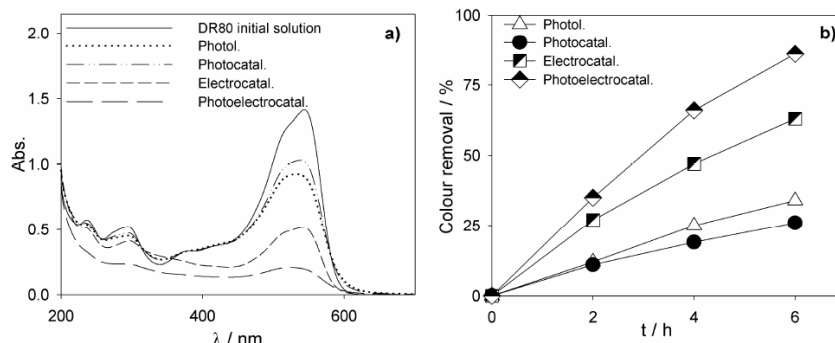 a)
DR80 initial solution
Photol.
Photocatal.
Electrocatal.
Photoelectrocatal.
2.0
1.5
1.0
0.5
0.0
Abs.
200
400
600
λ / nm
b)
Photol.
Photocatal.
Electrocatal.
Photoelectrocatal.
100
75
50
25
0
Colour removal / %
0
2
4
6
t / h